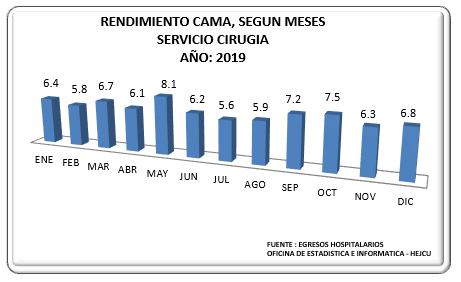 RENDIMIENTO CAMA, SEGUN MESES
SERVICIO CIRUGIA
AÑO: 2019
6.4 5.8 6.7 6.1 8.1 6.2 5.6 5.9 7.2 7.5 6.3 6.8
ENE FEB MAR ABR MAY JUN JUL AGO SEP OCT NOV DIC
FUENTE : EGRESOS HOSPITALARIOS
OFICINA DE ESTADISTICA E INFORMATICA - HEJCU